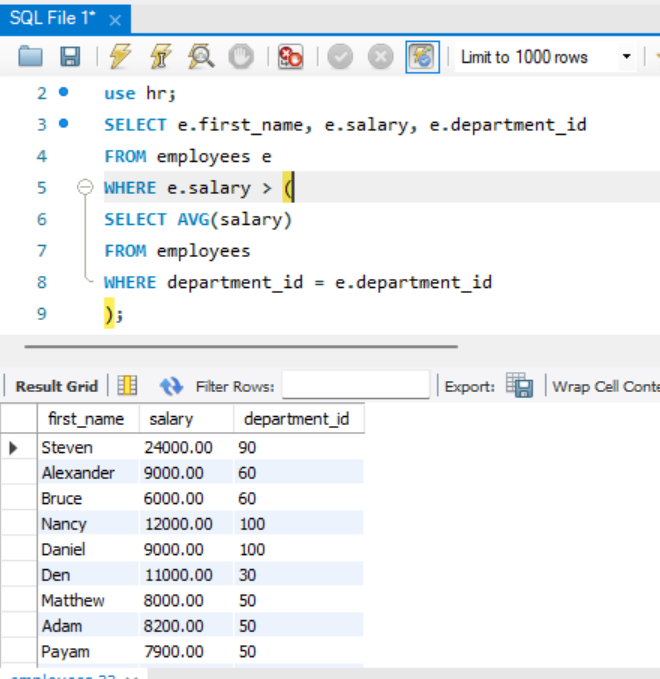 SQL File 1* ×
Limit to 1000 rows
2 use hr;
3 SELECT e.first_name, e.salary, e.department_id
4 FROM employees e
5 WHERE e.salary > (
6 SELECT AVG(salary)
7 FROM employees
8 WHERE department_id = e.department_id
9 );
Result Grid Filter Rows: Export: Wrap Cell Conte
first_name salary department_id
Steven 24000.00 90
Alexander 9000.00 60
Bruce 6000.00 60
Nancy 12000.00 100
Daniel 9000.00 100
Den 11000.00 30
Matthew 8000.00 50
Adam 8200.00 50
Payam 7900.00 50